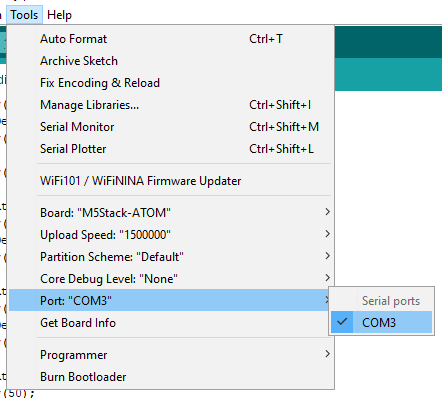 Tools Help
Auto Format Ctrl+T
Archive Sketch
Fix Encoding & Reload
Manage Libraries... Ctrl+Shift+I
Serial Monitor Ctrl+Shift+M
Serial Plotter Ctrl+Shift+L
WiFi101 / WiFiNINA Firmware Updater
Board: "M5Stack-ATOM"
Upload Speed: "1500000"
Partition Scheme: "Default"
Core Debug Level: "None"
Port: "COM3"
Serial ports
COM3
Get Board Info
Programmer
Burn Bootloader
(50);